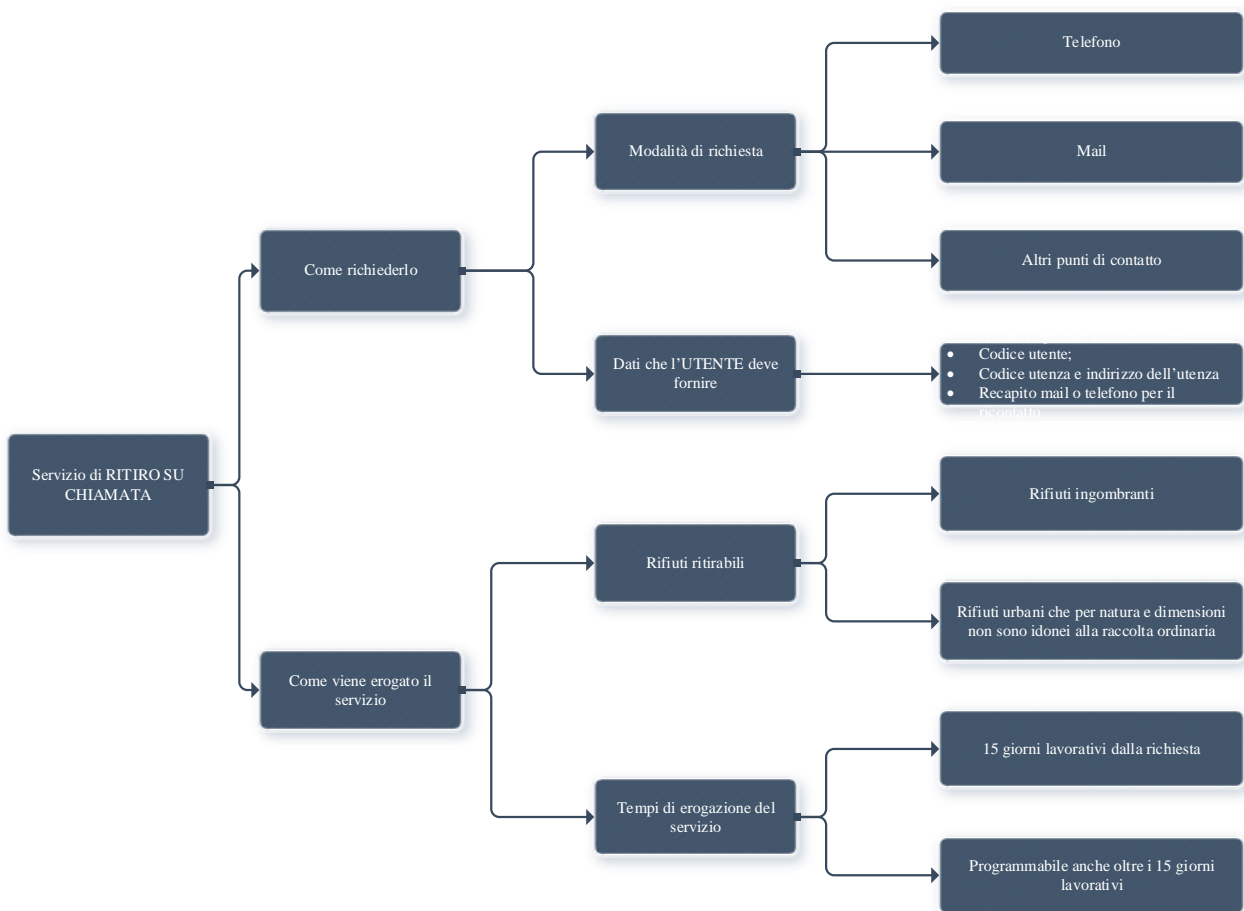 Telefono
Modalità di richiesta
Mail
Come richiederlo
Altri punti di contatto
Dati che l’UTENTE deve
fornire
• Codice utente;
• Codice utenza e indirizzo dell’utenza
• Recapito mail o telefono per il
ricontatto
Servizio di RITIRO SU
CHIAMATA
Rifiuti ingombranti
Rifiuti ritirabili
Rifiuti urbani che per natura e dimensioni
non sono idonei alla raccolta ordinaria
Come viene erogato il
servizio
15 giorni lavorativi dalla richiesta
Tempi di erogazione del
servizio
Programmabile anche oltre i 15 giorni
lavorativi